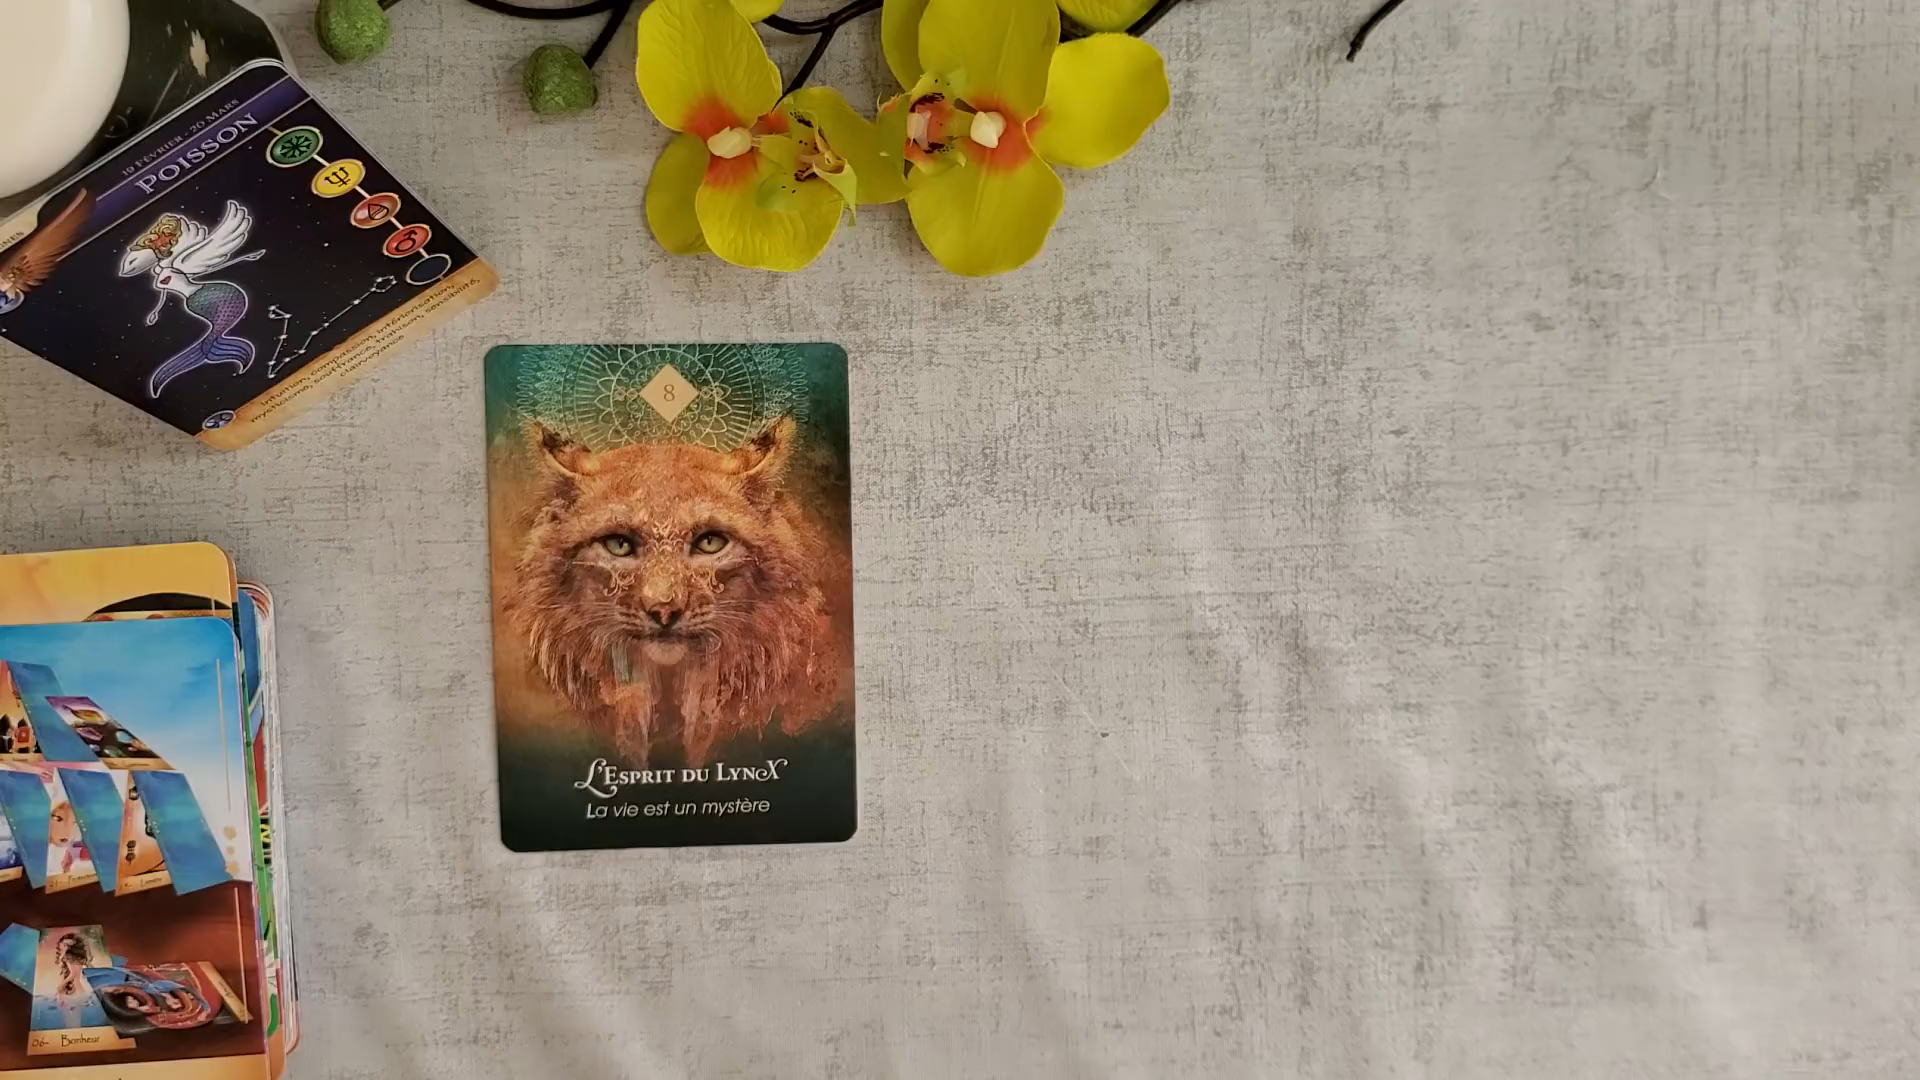 19 Février - 20 Mars
POISSON
Intuition, compassion, intériorisation,
mysticisme, souffrance, trahison, sensibilité,
clairvoyance
8
L'Esprit du Lynx
La vie est un mystère
06- Bonheur